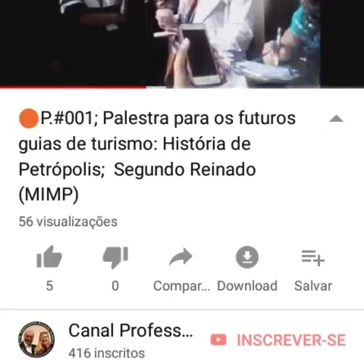 P.#001; Palestra para os futuros
guias de turismo: História de
Petrópolis; Segundo Reinado
(MIMP)
56 visualizações
5
0
Compar...
Download
Salvar
Canal Profess...
INSCREVER-SE
416 inscritos